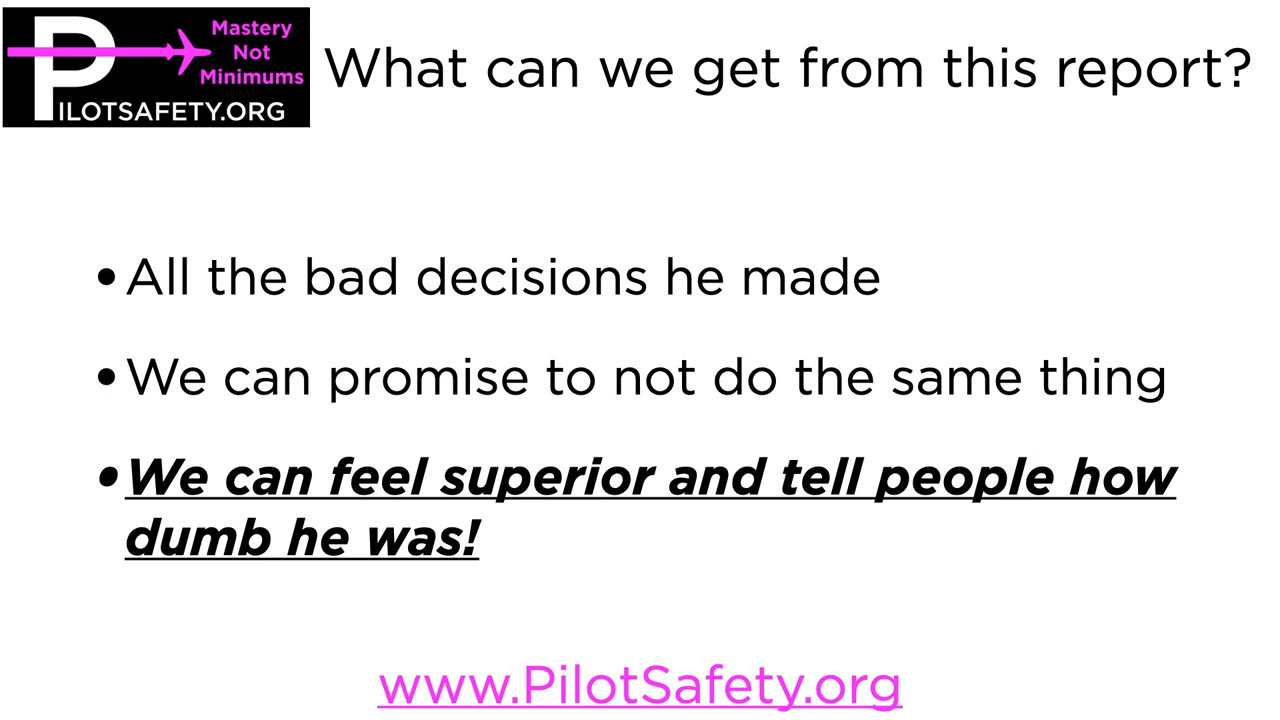 Mastery
Not
Minimums
PILOTSAFETY.ORG
What can we get from this report?
•All the bad decisions he made
•We can promise to not do the same thing
•We can feel superior and tell people how
dumb he was!
www.PilotSafety.org